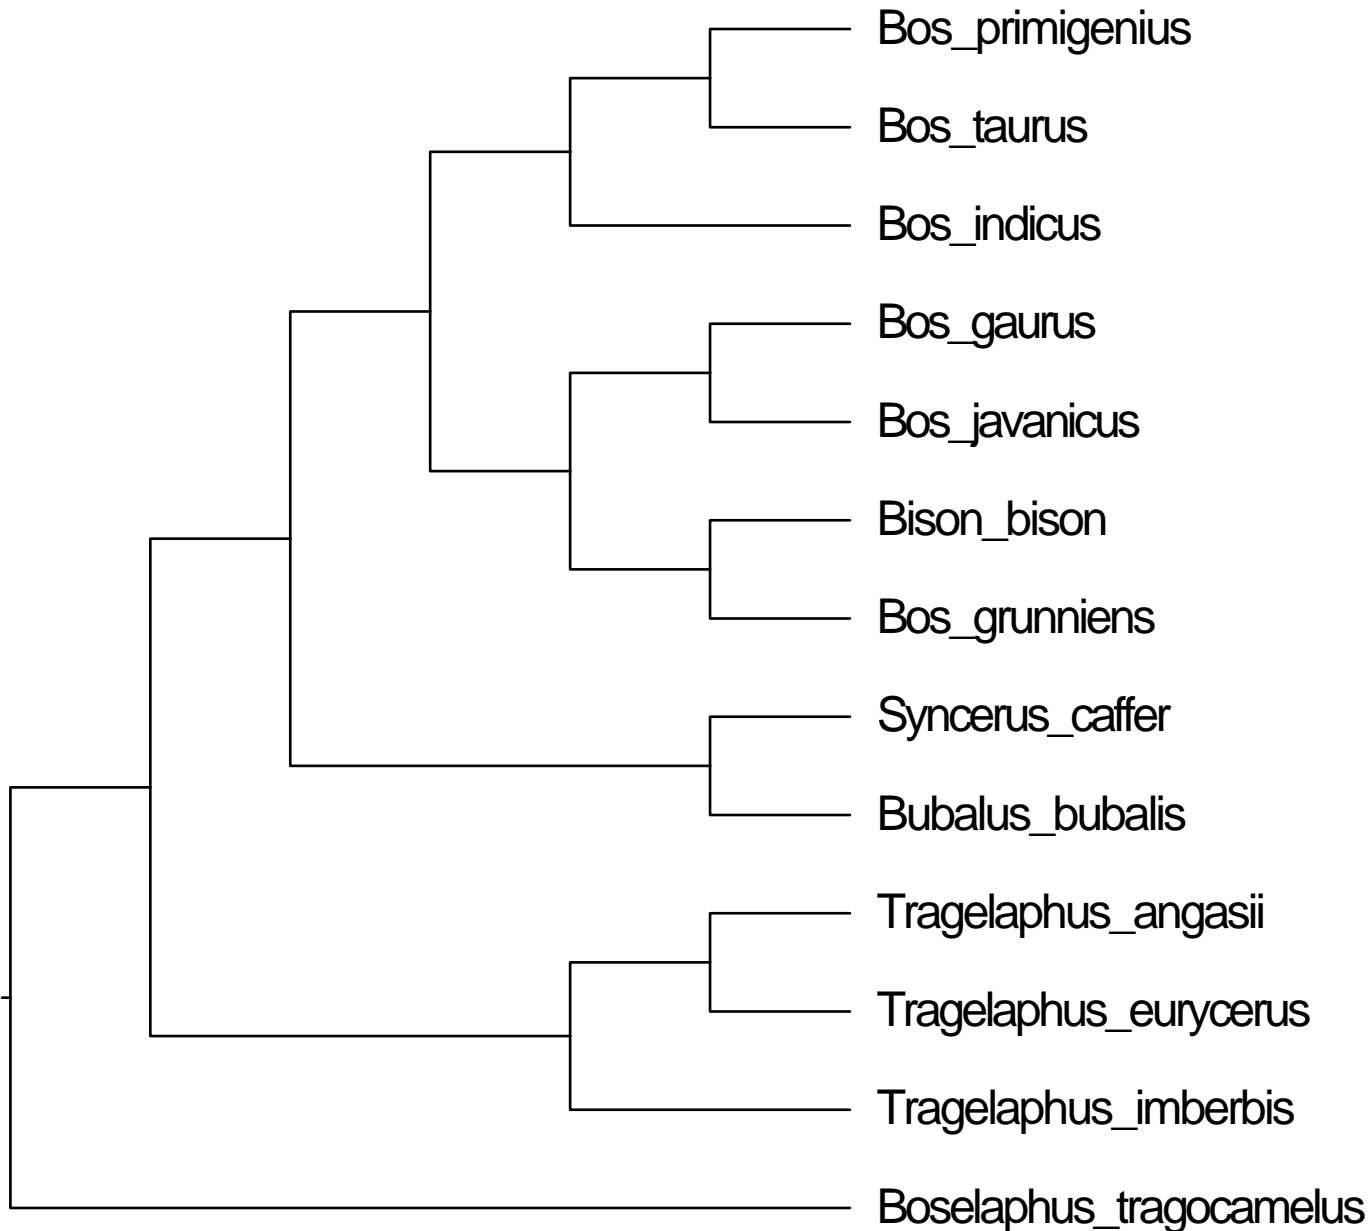 Bos_primigenius
Bos_taurus
Bos_indicus
Bos_gaurus
Bos_javanicus
Bison_bison
Bos_grunniens
Syncerus_caffer
Bubalus_bubalis
Tragelaphus_angasii
Tragelaphus_eurycerus
Tragelaphus_imberbis
Boselaphus_tragocamelus